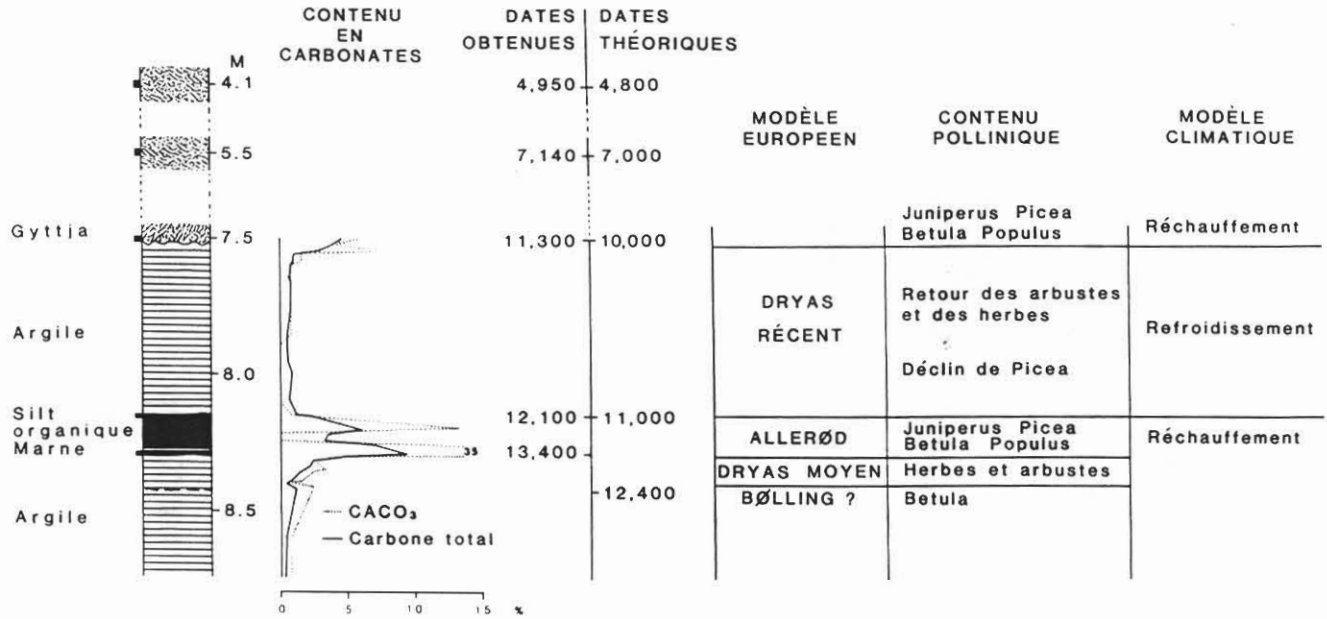 CONTENU
EN
CARBONATES
DATES
OBTENUES
DATES
THÉORIQUES
M
4.1
4,950
4,800
MODÈLE
EUROPEEN
CONTENU
POLLINIQUE
MODÈLE
CLIMATIQUE
5.5
7,140
7,000
Gyttja
7.5
11,300
10,000
Juniperus Picea
Betula Populus
Réchauffement
Argile
DRYAS
RÉCENT
Retour des arbustes
et des herbes
Refroidissement
8.0
Déclin de Picea
Silt
organique
Marne
12,100
11,000
35
13,400
ALLERØD
Juniperus Picea
Betula Populus
Réchauffement
DRYAS MOYEN
Herbes et arbustes
12,400
BØLLING ?
Betula
Argile
8.5
CACO₃
Carbone total
0 5 10 15 %